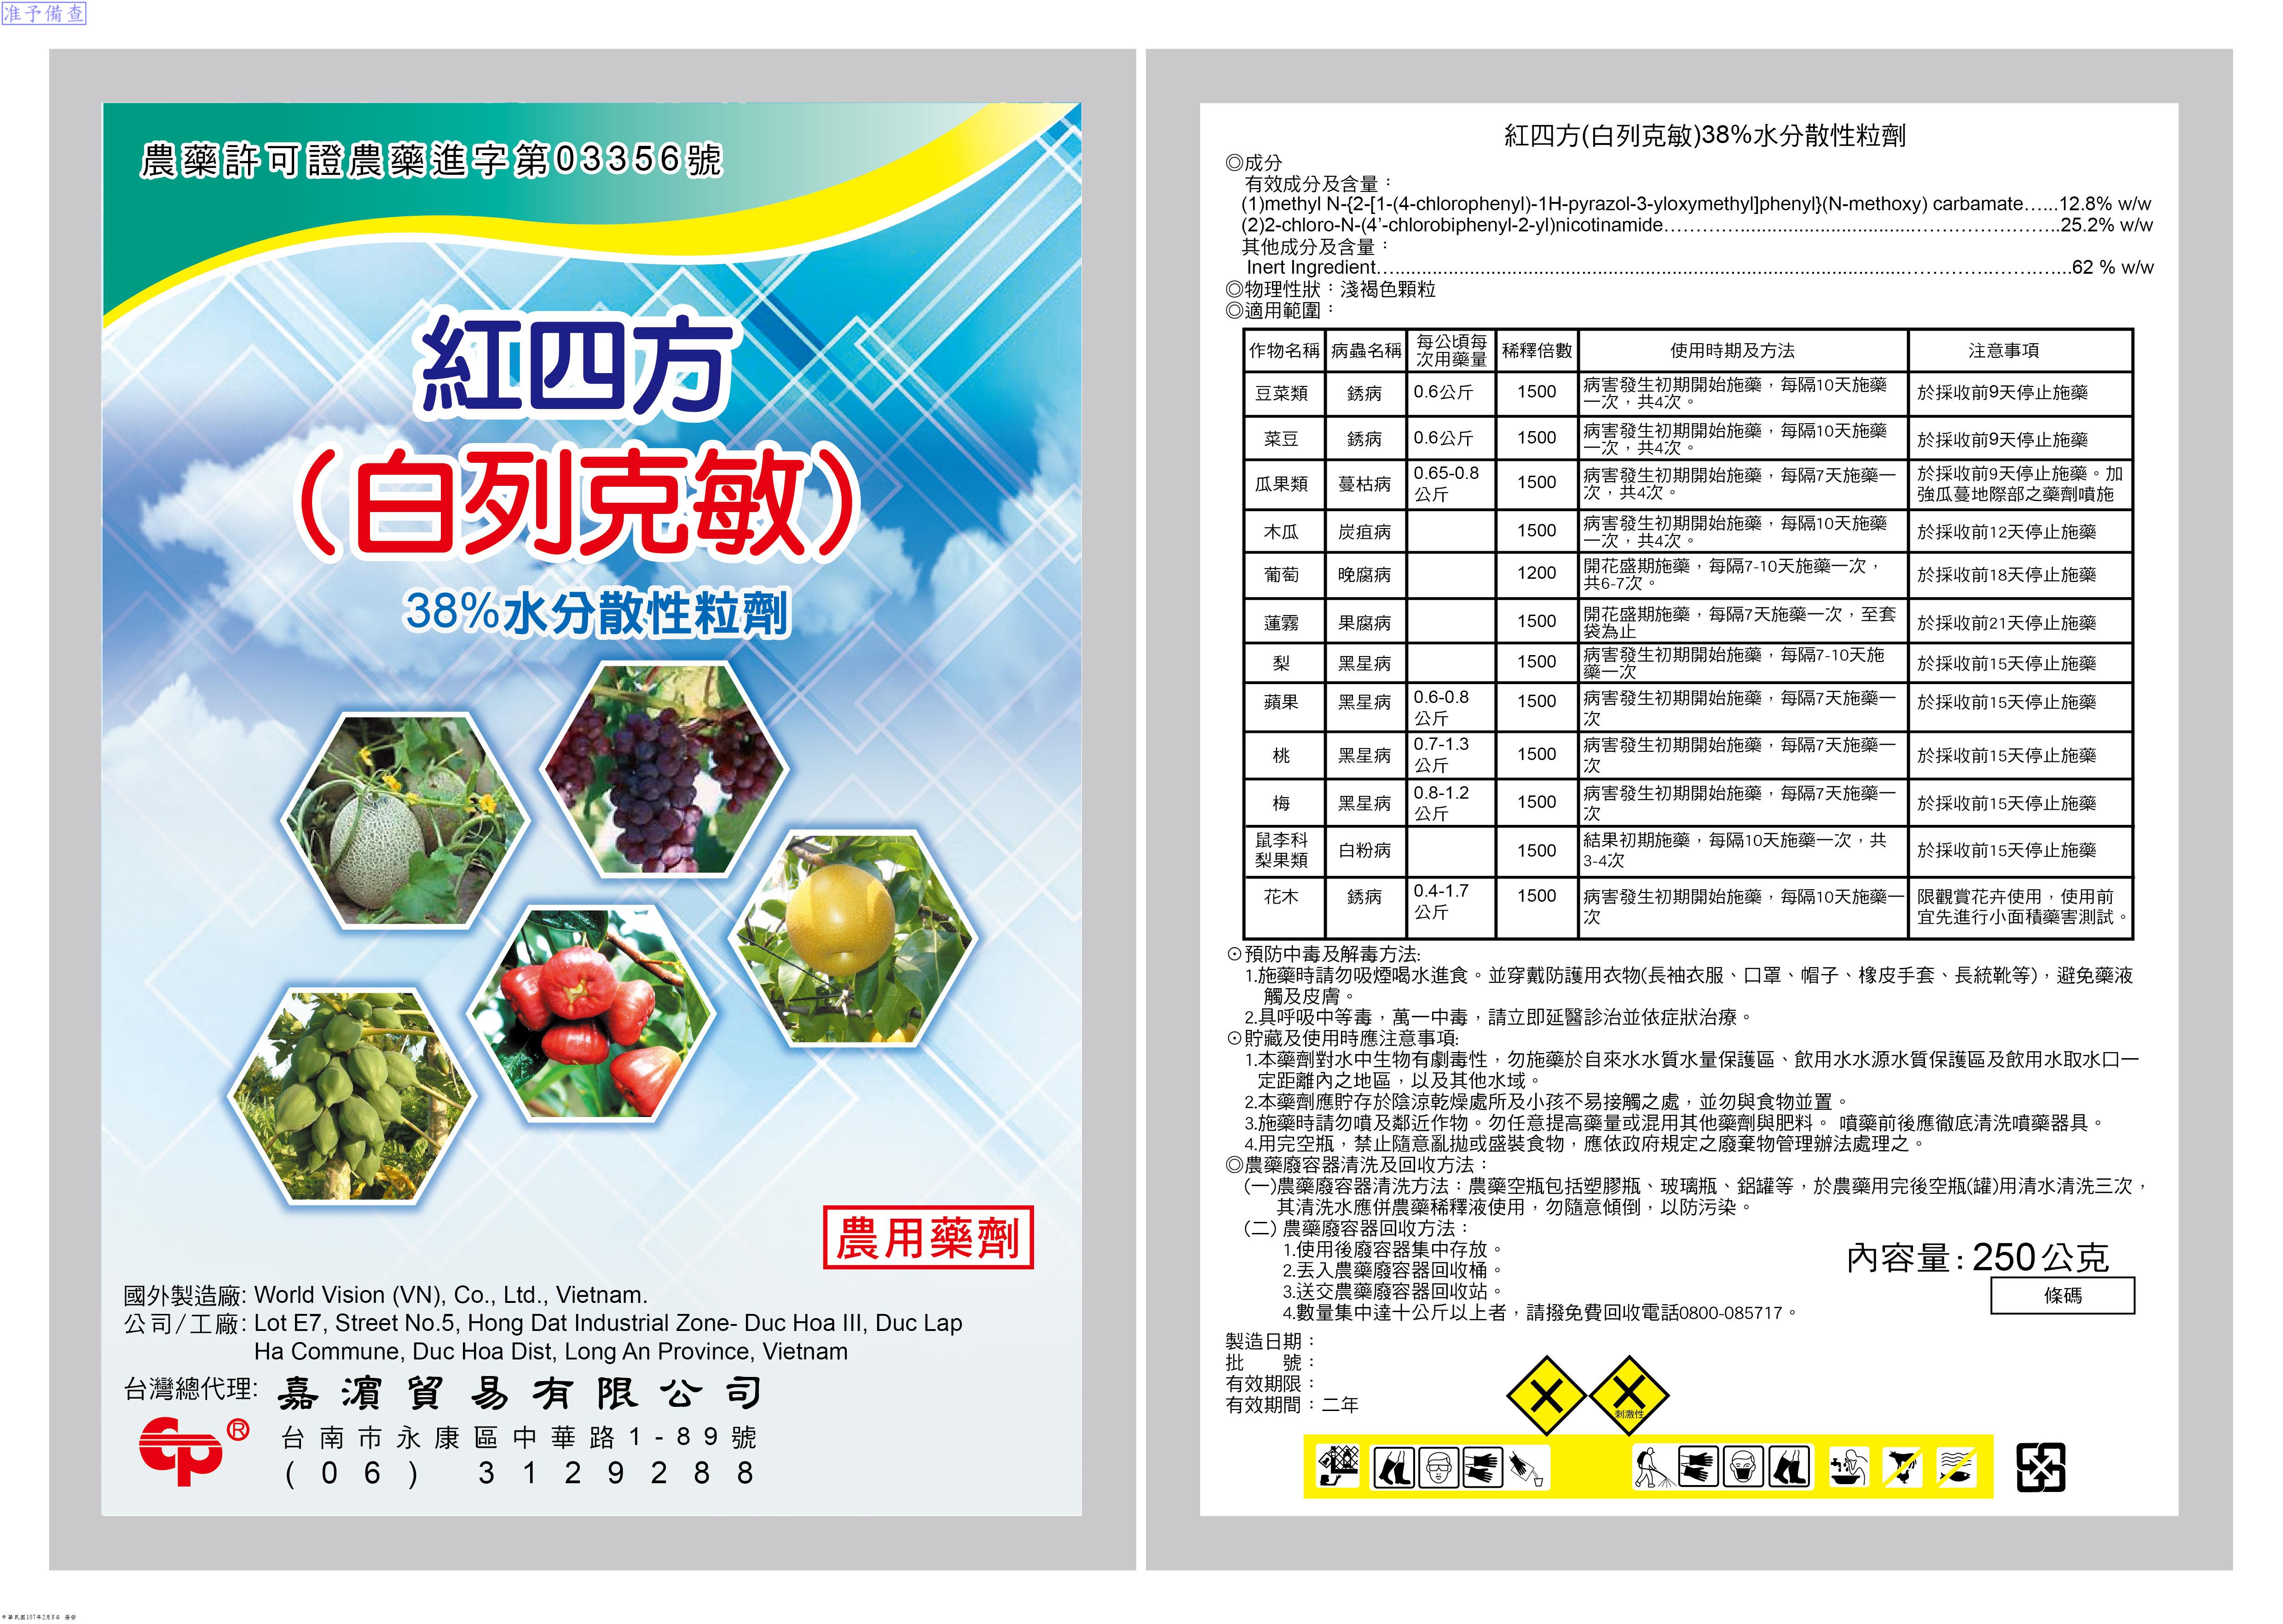 准予備查
農藥許可證農藥進字第03356號
紅四方
（白列克敏）
38%水分散性粒劑
農用藥劑
國外製造廠: World Vision (VN), Co., Ltd., Vietnam.
公司/工廠: Lot E7, Street No.5, Hong Dat Industrial Zone- Duc Hoa III, Duc Lap
Ha Commune, Duc Hoa Dist, Long An Province, Vietnam
台灣總代理: 嘉濱貿易有限公司
CP®
台南市永康區中華路1-89號
(06) 3129288
紅四方(白列克敏)38%水分散性粒劑
◎成分
有效成分及含量：
(1)methyl N-{2-[1-(4-chlorophenyl)-1H-pyrazol-3-yloxymethyl]phenyl}(N-methoxy) carbamate……12.8% w/w
(2)2-chloro-N-(4’-chlorobiphenyl-2-yl)nicotinamide…………………………25.2% w/w
其他成分及含量：
Inert Ingredient…………………………62 % w/w
◎物理性狀：淺褐色顆粒
◎適用範圍：
作物名稱 病蟲名稱 每公頃每次用藥量 稀釋倍數 使用時期及方法 注意事項
豆菜類 銹病 0.6公斤 1500 病害發生初期開始施藥，每隔10天施藥一次，共4次。 於採收前9天停止施藥
菜豆 銹病 0.6公斤 1500 病害發生初期開始施藥，每隔10天施藥一次，共4次。 於採收前9天停止施藥
瓜果類 蔓枯病 0.65-0.8公斤 1500 病害發生初期開始施藥，每隔7天施藥一次，共4次。 於採收前9天停止施藥。加強瓜蔓地際部之藥劑噴施
木瓜 炭疽病 1500 病害發生初期開始施藥，每隔10天施藥一次，共4次。 於採收前12天停止施藥
葡萄 晚腐病 1200 開花盛期施藥，每隔7-10天施藥一次，共6-7次。 於採收前18天停止施藥
蓮霧 果腐病 1500 開花盛期施藥，每隔7天施藥一次，至套袋為止 於採收前21天停止施藥
梨 黑星病 1500 病害發生初期開始施藥，每隔7-10天施藥一次 於採收前15天停止施藥
蘋果 黑星病 0.6-0.8公斤 1500 病害發生初期開始施藥，每隔7天施藥一次 於採收前15天停止施藥
桃 黑星病 0.7-1.3公斤 1500 病害發生初期開始施藥，每隔7天施藥一次 於採收前15天停止施藥
梅 黑星病 0.8-1.2公斤 1500 病害發生初期開始施藥，每隔7天施藥一次 於採收前15天停止施藥
鼠李科梨果類 白粉病 1500 結果初期施藥，每隔10天施藥一次，共3-4次 於採收前15天停止施藥
花木 銹病 0.4-1.7公斤 1500 病害發生初期開始施藥，每隔10天施藥一次 限觀賞花卉使用，使用前宜先進行小面積藥害測試。
⊙預防中毒及解毒方法:
1.施藥時請勿吸煙喝水進食。並穿戴防護用衣物(長袖衣服、口罩、帽子、橡皮手套、長統靴等)，避免藥液
觸及皮膚。
2.具呼吸中等毒，萬一中毒，請立即延醫診治並依症狀治療。
⊙貯藏及使用時應注意事項:
1.本藥劑對水中生物有劇毒性，勿施藥於自來水水質水量保護區、飲用水水源水質保護區及飲用水取水口一
定距離內之地區，以及其他水域。
2.本藥劑應貯存於陰涼乾燥處所及小孩不易接觸之處，並勿與食物並置。
3.施藥時請勿噴及鄰近作物。勿任意提高藥量或混用其他藥劑與肥料。 噴藥前後應徹底清洗噴藥器具。
4.用完空瓶，禁止隨意亂拋或盛裝食物，應依政府規定之廢棄物管理辦法處理之。
◎農藥廢容器清洗及回收方法：
(一)農藥廢容器清洗方法：農藥空瓶包括塑膠瓶、玻璃瓶、鋁罐等，於農藥用完後空瓶(罐)用清水清洗三次，
其清洗水應併農藥稀釋液使用，勿隨意傾倒，以防污染。
(二) 農藥廢容器回收方法：
1.使用後廢容器集中存放。
2.丟入農藥廢容器回收桶。
3.送交農藥廢容器回收站。
4.數量集中達十公斤以上者，請撥免費回收電話0800-085717。
內容量: 250公克
條碼
製造日期：
批　　號：
有效期限：
有效期間：二年
刺激性
中華民國107年2月8日 簽發